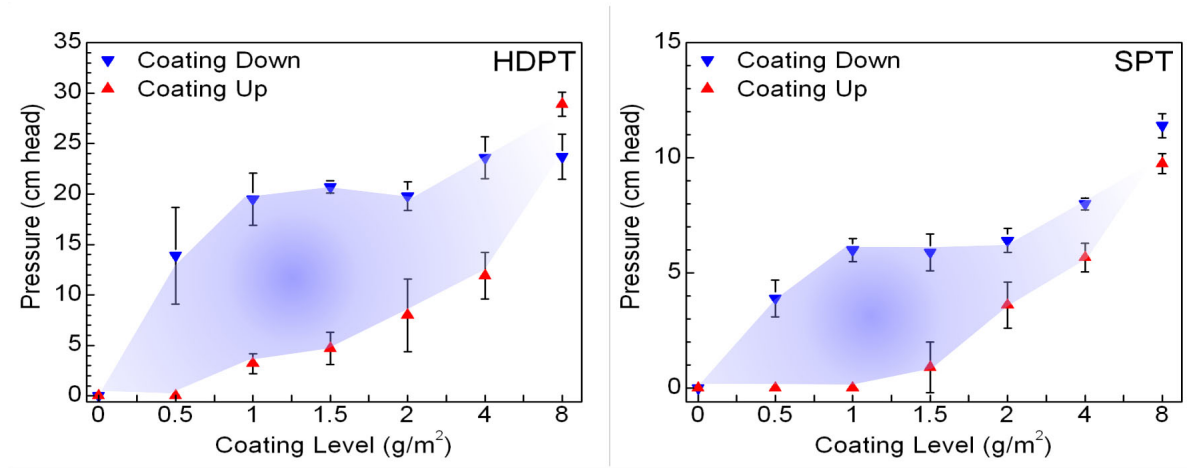 35
30
25
20
15
10
5
0
Pressure (cm head)
Coating Down
Coating Up
HDPT
0 0.5 1 1.5 2 4 8
Coating Level (g/m²)
15
10
5
0
Pressure (cm head)
Coating Down
Coating Up
SPT
0 0.5 1 1.5 2 4 8
Coating Level (g/m²)